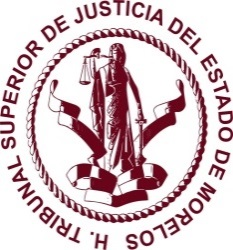 H. TRIBUNAL SUPERIOR DE JUSTICIA DEL ESTADO DE MORELOS